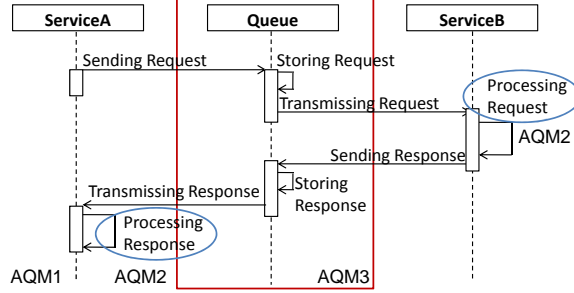 ServiceA
Queue
ServiceB
Sending Request
Storing Request
Processing
Request
Transmissing Request
AQM2
Sending Response
Storing
Response
Transmissing Response
Processing
Response
AQM1
AQM2
AQM3